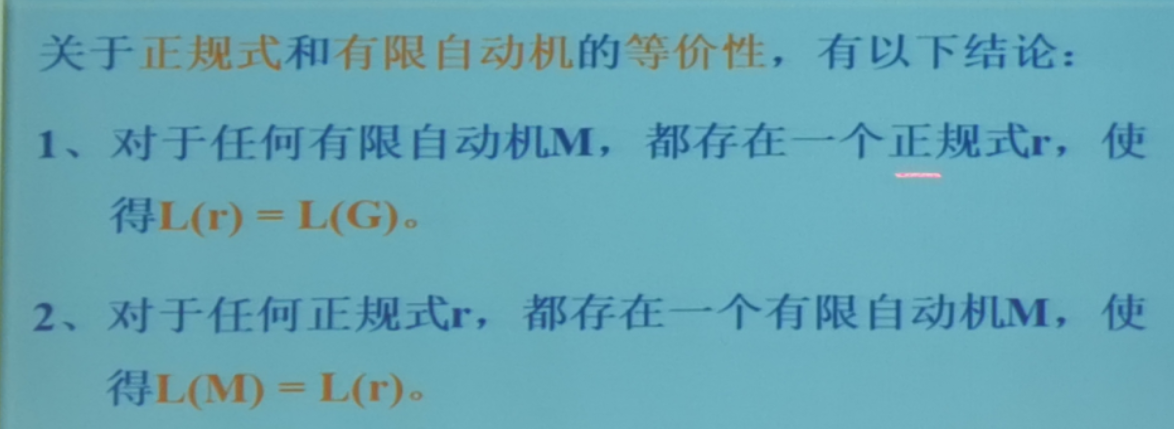 关于正规式和有限自动机的等价性，有以下结论：
1、对于任何有限自动机M，都存在一个正规式r，使
得L(r) = L(G)。
2、对于任何正规式r，都存在一个有限自动机M，使
得L(M) = L(r)。